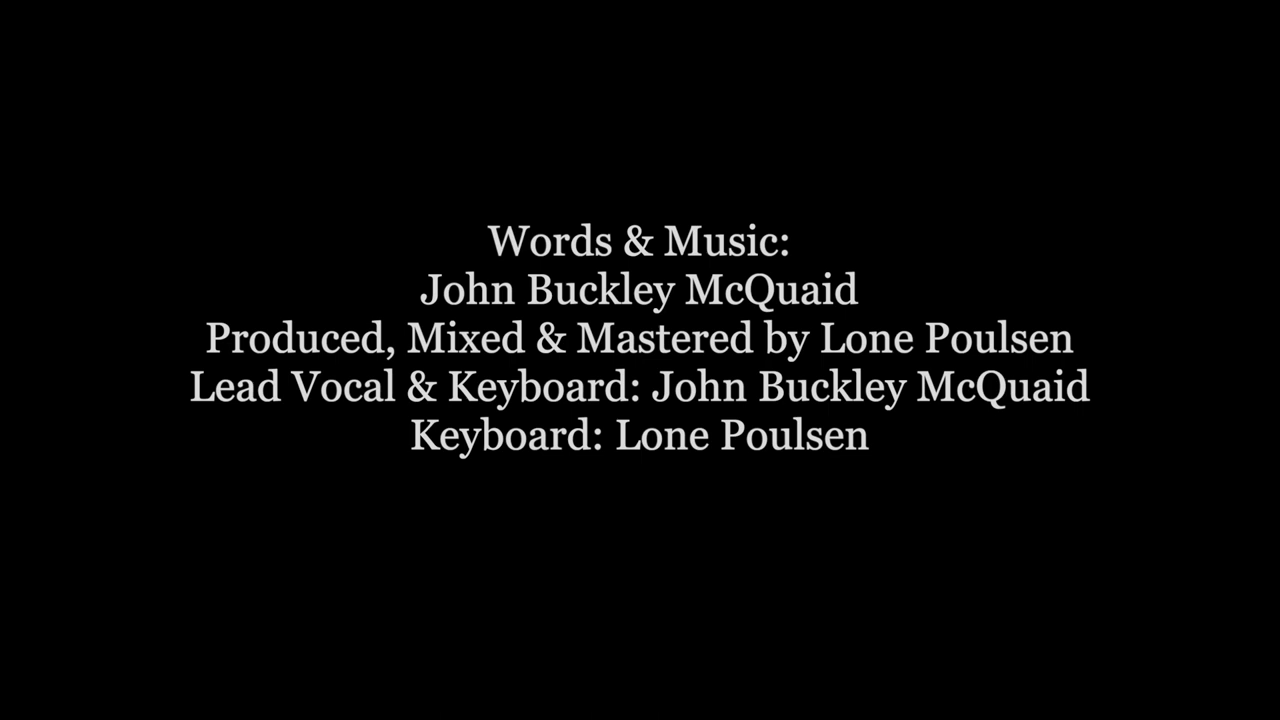 Words & Music:
John Buckley McQuaid
Produced, Mixed & Mastered by Lone Poulsen
Lead Vocal & Keyboard: John Buckley McQuaid
Keyboard: Lone Poulsen